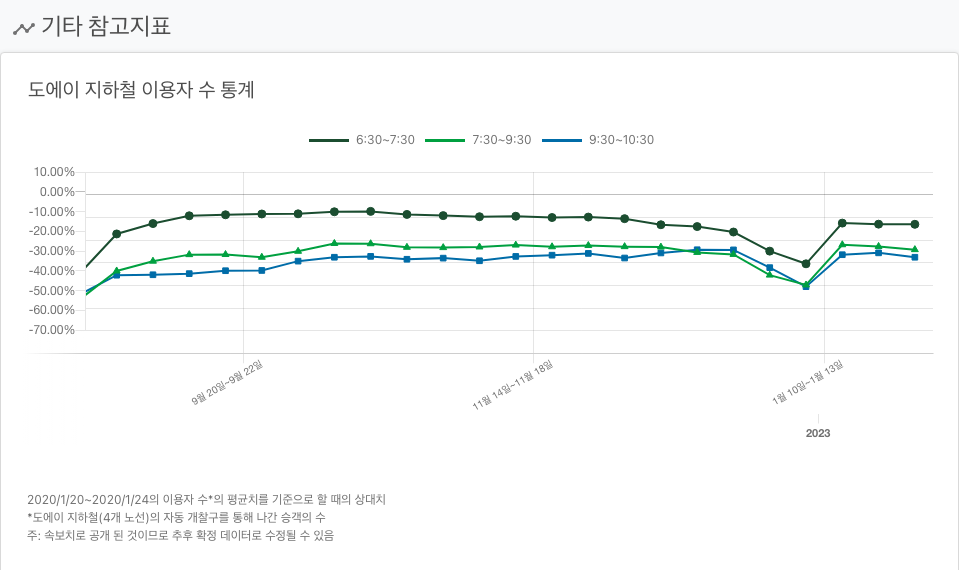 기타 참고지표
도에이 지하철 이용자 수 통계
6:30~7:30 7:30~9:30 9:30~10:30
10.00%
0.00%
-10.00%
-20.00%
-30.00%
-40.00%
-50.00%
-60.00%
-70.00%
9월 20일~9월 22일
11월 14일~11월 18일
1월 10일~1월 13일
2023
2020/1/20~2020/1/24의 이용자 수*의 평균치를 기준으로 할 때의 상대치
*도에이 지하철(4개 노선)의 자동 개찰구를 통해 나간 승객의 수
주: 속보치로 공개 된 것이므로 추후 확정 데이터로 수정될 수 있음